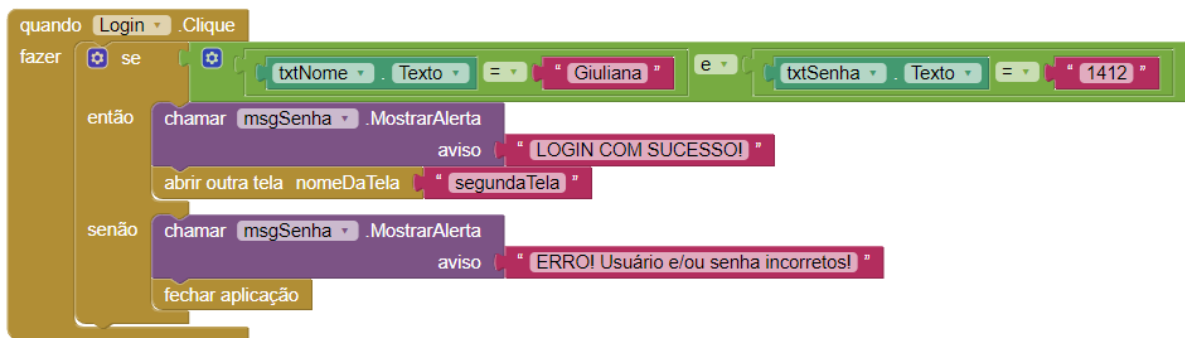 quando Login .Clique
fazer se txtNome . Texto = " Giuliana " e txtSenha . Texto = " 1412 "
então chamar msgSenha .MostrarAlerta
aviso " LOGIN COM SUCESSO! "
abrir outra tela nomeDaTela " segundaTela "
senão chamar msgSenha .MostrarAlerta
aviso " ERRO! Usuário e/ou senha incorretos! "
fechar aplicação